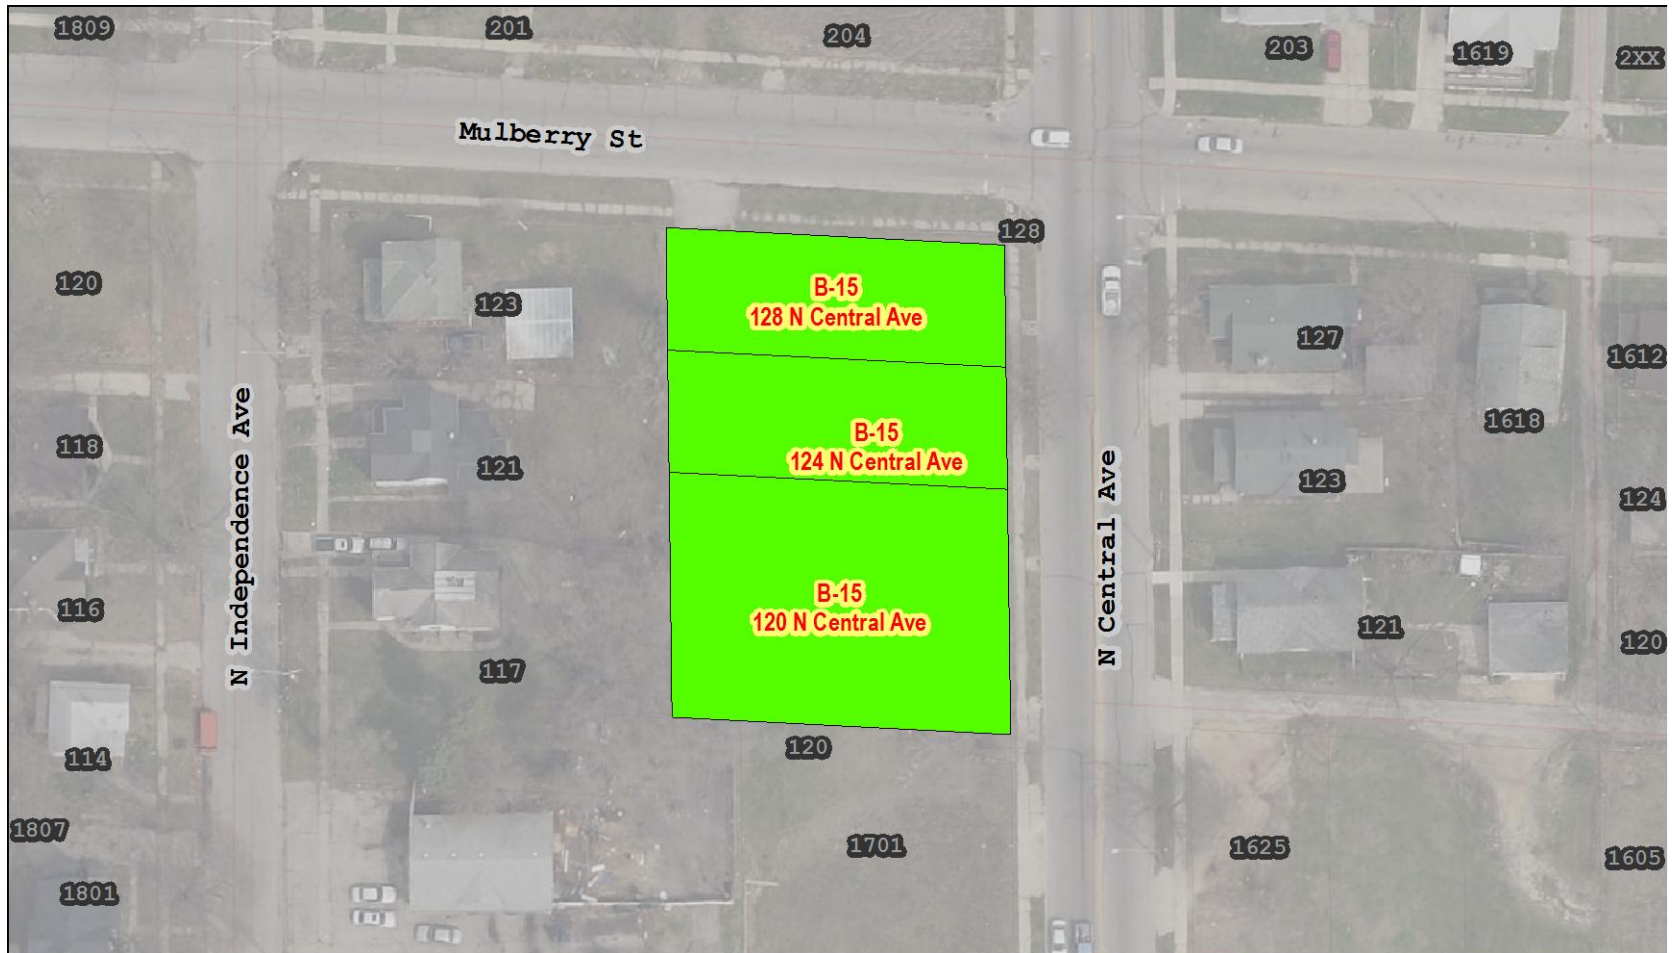 1809
201
204
203
1619
2XX
Mulberry St
128
120
123
B-15
128 N Central Ave
127
1612
118
121
N Independence Ave
B-15
124 N Central Ave
N Central Ave
123
1618
124
116
117
B-15
120 N Central Ave
121
120
114
120
1807
1701
1625
1605
1801